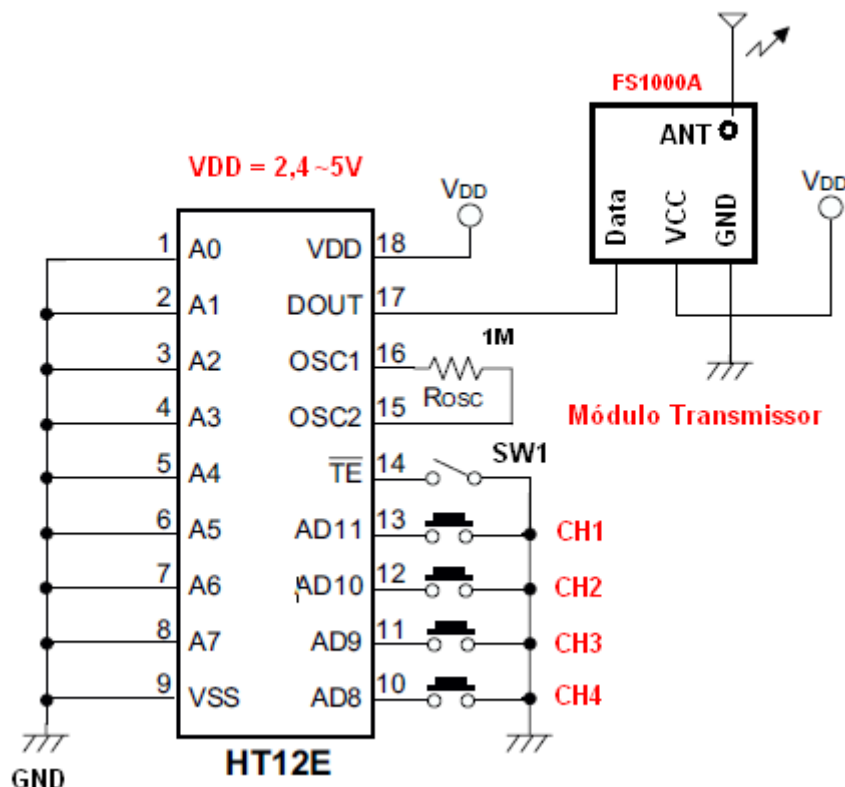 FS1000A
ANT
Data VCC GND
VDD
VDD = 2,4 ~5V
VDD
1 A0 VDD 18
2 A1 DOUT 17
3 A2 OSC1 16
1M
Rosc
4 A3 OSC2 15
Módulo Transmissor
5 A4 TE 14
SW1
6 A5 AD11 13 CH1
7 A6 AD10 12 CH2
8 A7 AD9 11 CH3
9 VSS AD8 10 CH4
GND
HT12E